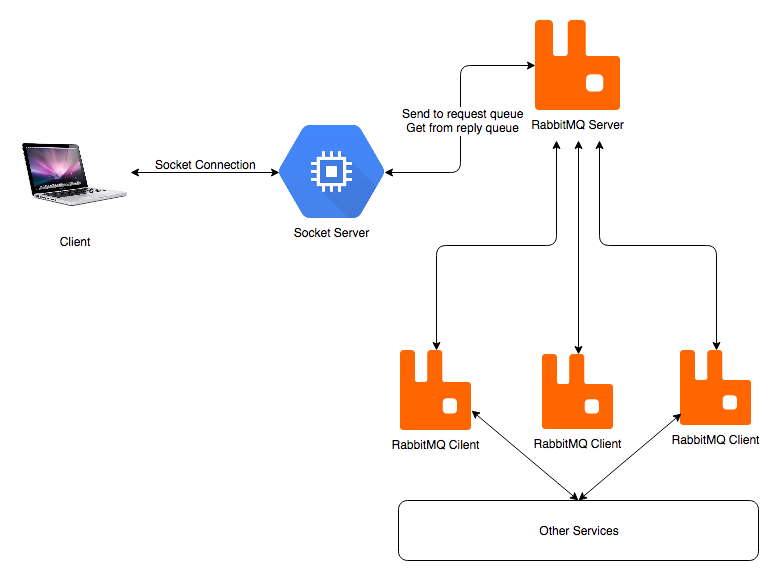 Send to request queue
Get from reply queue
RabbitMQ Server
Socket Connection
Client
Socket Server
RabbitMQ Cilent
RabbitMQ Client
RabbitMQ Client
Other Services